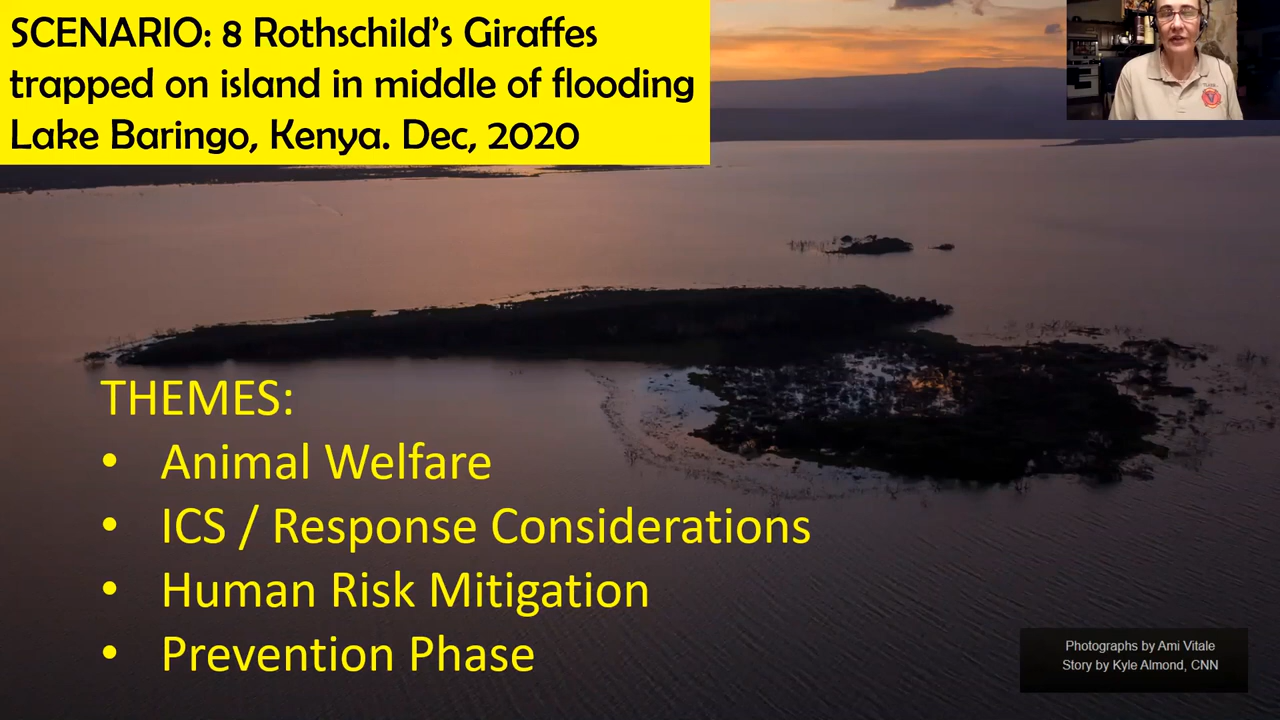 SCENARIO: 8 Rothschild's Giraffes
trapped on island in middle of flooding
Lake Baringo, Kenya. Dec, 2020
THEMES:
• Animal Welfare
• ICS / Response Considerations
• Human Risk Mitigation
• Prevention Phase
Photographs by Ami Vitale
Story by Kyle Almond, CNN